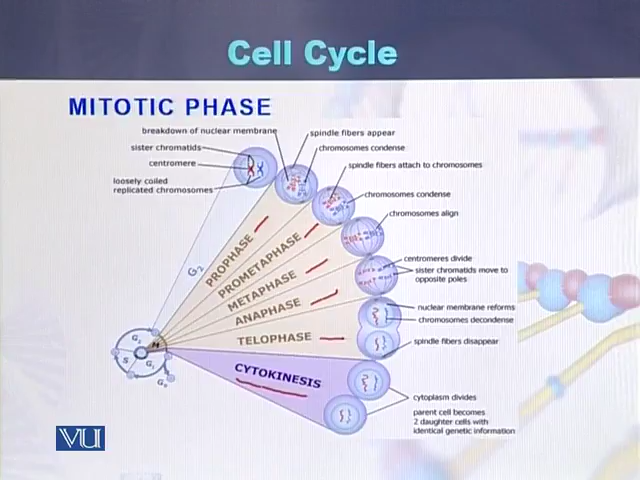 Cell Cycle
MITOTIC PHASE
breakdown of nuclear membrane
spindle fibers appear
sister chromatids
chromosomes condense
centromere
spindle fibers attach to chromosomes
loosely coiled
replicated chromosomes
chromosomes condense
chromosomes align
centromeres divide
sister chromatids move to
opposite poles
G2
PROPHASE
PROMETAPHASE
METAPHASE
ANAPHASE
TELOPHASE
CYTOKINESIS
nuclear membrane reforms
chromosomes decondense
spindle fibers disappear
G2
M
S
G1
G0
cytoplasm divides
parent cell becomes
2 daughter cells with
identical genetic information
VU